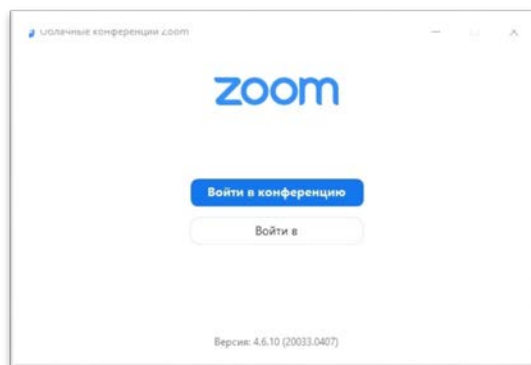 Облачные конференции Zoom
zoom
Войти в конференцию
Войти в
Версия: 4.6.10 (20033.0407)